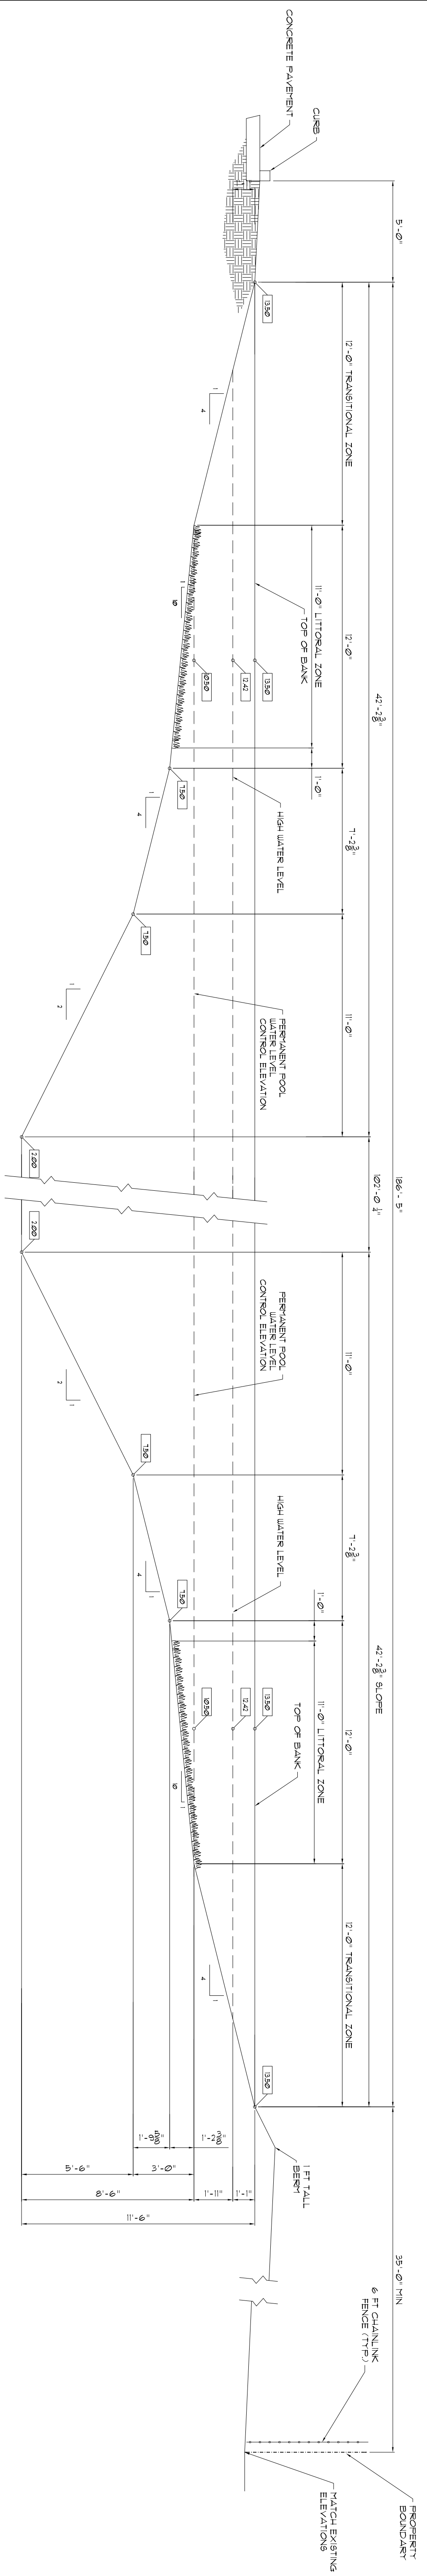 CONCRETE PAVEMENT
CURB
5'-0"
13.50
12'-0" TRANSITIONAL ZONE
1
4
11'-0" LITTORAL ZONE
TOP OF BANK
12'-0"
42'-2⅜"
186'-5"
1
10
10.50
12.42
13.50
1'-0"
7'-2⅜"
7.50
HIGH WATER LEVEL
1
4
7.50
11'-0"
PERMANENT POOL
WATER LEVEL
CONTROL ELEVATION
1
2
2.00
102'-0¼"
2.00
PERMANENT POOL
WATER LEVEL
CONTROL ELEVATION
11'-0"
2
1
7.50
7'-2⅜"
HIGH WATER LEVEL
4
1
7.50
1'-0"
42'-2⅜" SLOPE
12'-0"
11'-0" LITTORAL ZONE
TOP OF BANK
10.50
12.42
13.50
10
1
12'-0" TRANSITIONAL ZONE
4
1
13.50
1 FT TALL
BERM
35'-0" MIN
1'-2⅜"
1'-9⅝"
5'-6"
3'-0"
8'-6"
1'-11"
1'-1"
11'-6"
6 FT CHAINLINK
FENCE (TYP.)
PROPERTY
BOUNDARY
MATCH EXISTING
ELEVATIONS